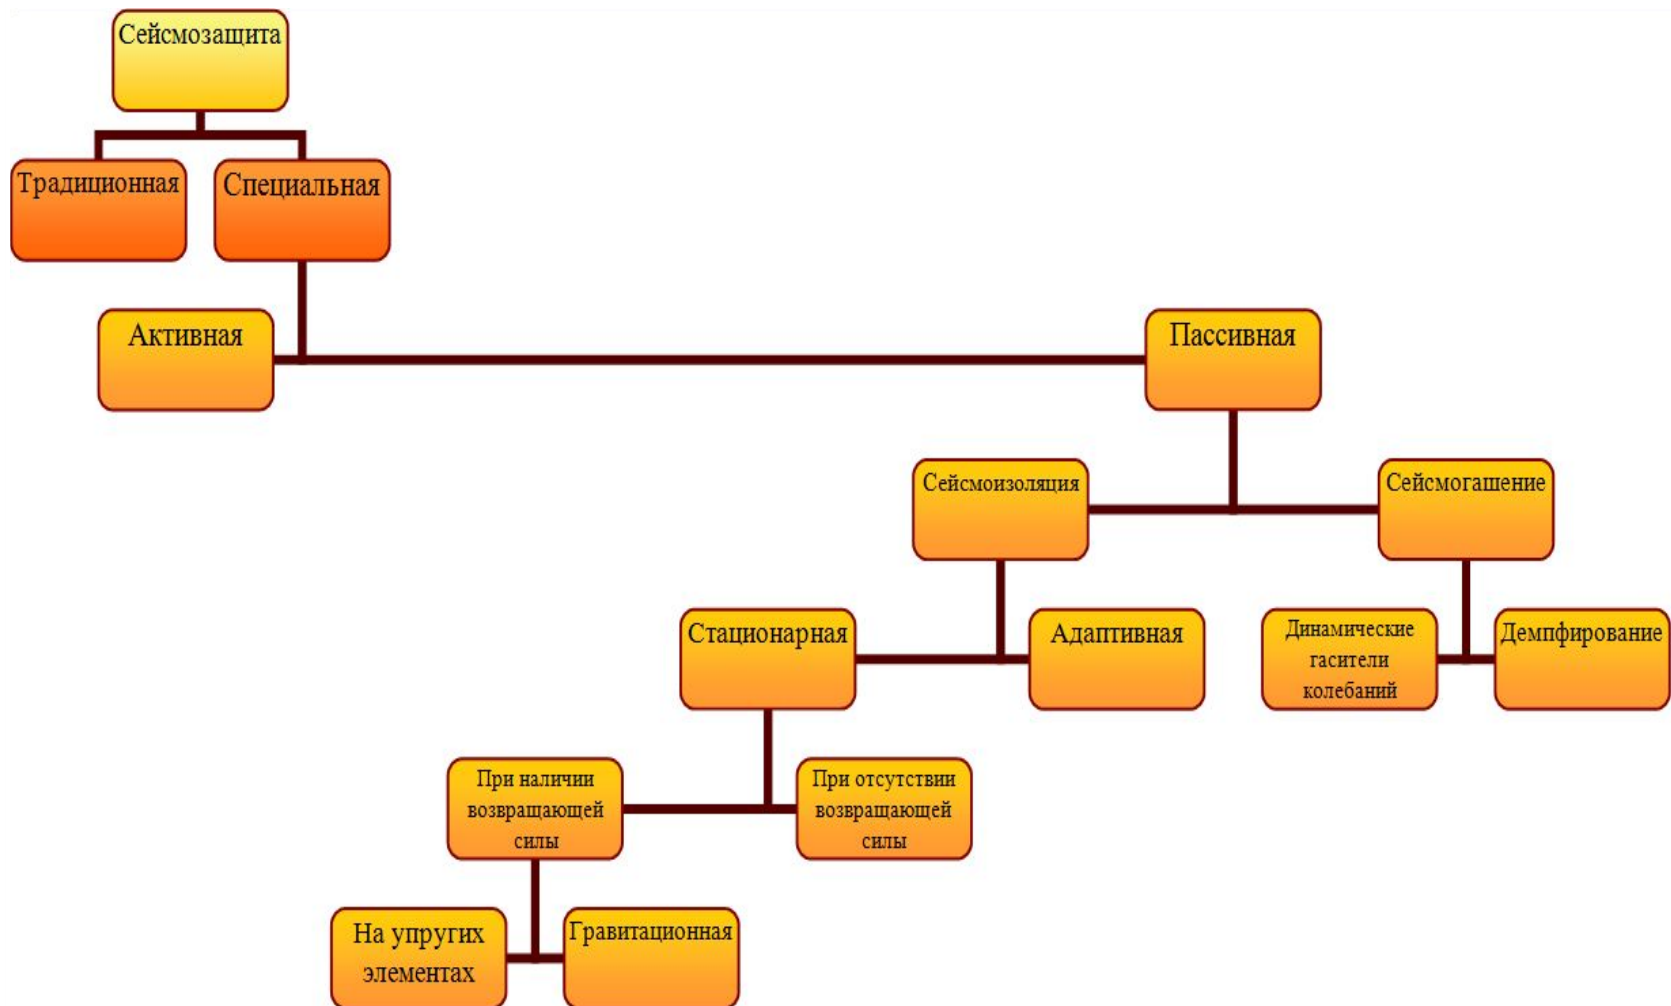 Сейсмозащита
Традиционная
Специальная
Активная
Пассивная
Сейсмоизоляция
Сейсмогашение
Стационарная
Адаптивная
Динамические
гасители
колебаний
Демпфирование
При наличии
возвращающей
силы
При отсутствии
возвращающей
силы
На упругих
элементах
Гравитационная